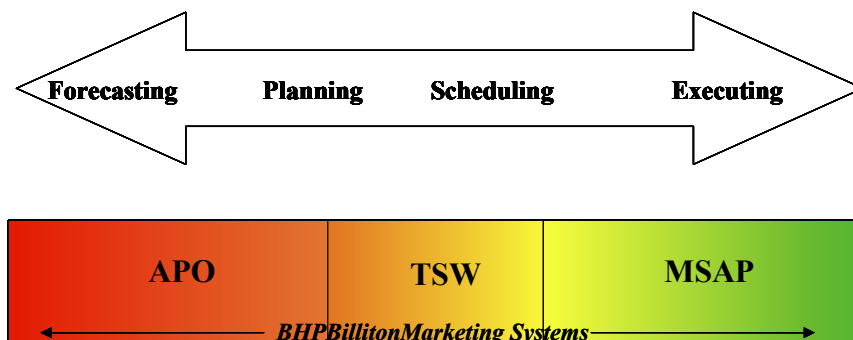 Forecasting Planning Scheduling Executing
APO TSW MSAP
BHPBillitonMarketing Systems